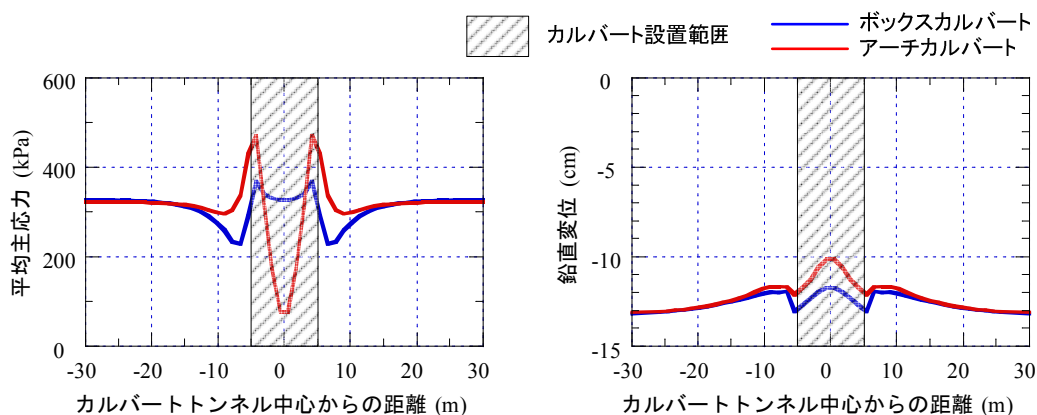 カルバート設置範囲
ボックスカルバート
アーチカルバート
平均主応力 (kPa)
600
400
200
0
-30 -20 -10 0 10 20 30
カルバートトンネル中心からの距離 (m)
鉛直変位 (cm)
0
-5
-10
-15
-30 -20 -10 0 10 20 30
カルバートトンネル中心からの距離 (m)